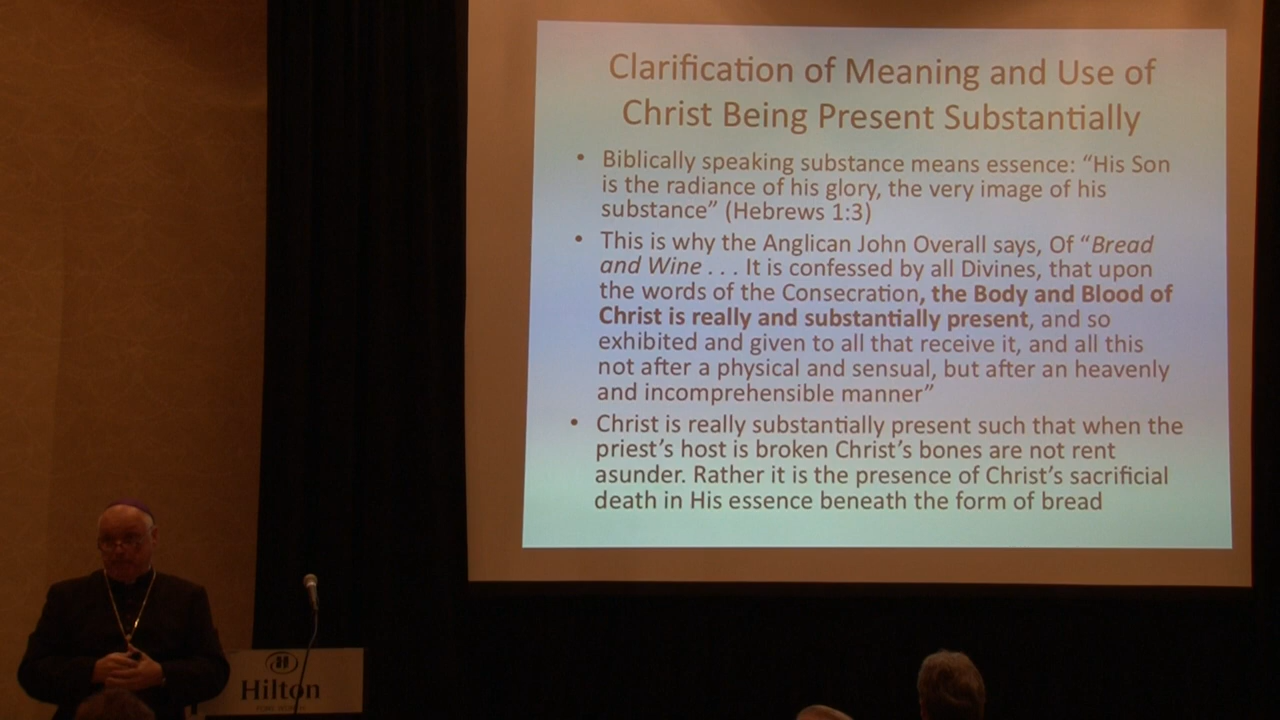 Clarification of Meaning and Use of
Christ Being Present Substantially
• Biblically speaking substance means essence: “His Son
is the radiance of his glory, the very image of his
substance” (Hebrews 1:3)
• This is why the Anglican John Overall says, Of “Bread
and Wine . . . It is confessed by all Divines, that upon
the words of the Consecration, the Body and Blood of
Christ is really and substantially present, and so
exhibited and given to all that receive it, and all this
not after a physical and sensual, but after an heavenly
and incomprehensible manner”
• Christ is really substantially present such that when the
priest’s host is broken Christ’s bones are not rent
asunder. Rather it is the presence of Christ’s sacrificial
death in His essence beneath the form of bread
Hilton